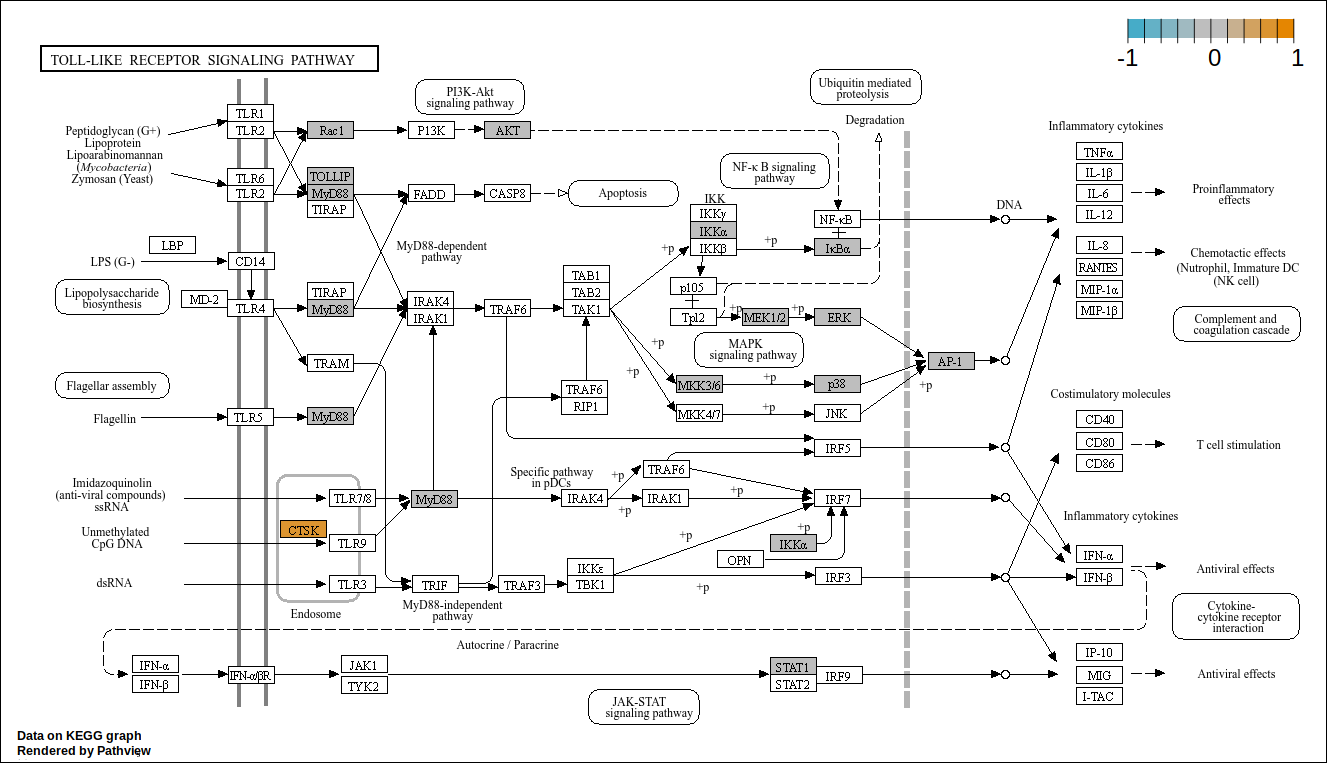 -1
0
1
TOLL-LIKE RECEPTOR SIGNALING PATHWAY
PI3K-Akt
signaling pathway
Ubiquitin mediated
proteolysis
Degradation
Inflammatory cytokines
TLR1
TLR2
Peptidoglycan (G+)
Lipoprotein
Lipoarabinomannan
(Mycobacteria)
Zymosan (Yeast)
Rac1
P13K
AKT
TNFα
IL-1β
IL-6
IL-12
Proinflammatory
effects
TLR6
TLR2
TOLLIP
MyD88
TIRAP
FADD
CASP8
Apoptosis
NF-κ B signaling
pathway
IKK
IKKγ
IKKα
IKKβ
NF-κB
IκBα
+p
+p
DNA
LBP
LPS (G-)
CD14
MyD88-dependent
pathway
IL-8
RANTES
MIP-1α
MIP-1β
Chemotactic effects
(Nutrophil, Immature DC
(NK cell)
Lipopolysaccharide
biosynthesis
MD-2
TLR4
TIRAP
MyD88
IRAK4
IRAK1
TRAF6
TAB1
TAB2
TAK1
p105
Tpl2
+p
MEK1/2
+p
ERK
Complement and
coagulation cascade
MAPK
signaling pathway
+p
+p
TRAM
AP-1
+p
Flagellar assembly
MKK3/6
+p
p38
TRAF6
RIP1
MKK4/7
+p
JNK
Flagellin
TLR5
MyD88
Costimulatory molecules
CD40
CD80
CD86
T cell stimulation
IRF5
Specific pathway
in pDCs
TRAF6
+p
Imidazoquinolin
(anti-viral compounds)
ssRNA
TLR7/8
MyD88
IRAK4
+p
IRAK1
+p
IRF7
Unmethylated
CpG DNA
CTSK
TLR9
+p
+p
IKKα
OPN
Inflammatory cytokines
IFN-α
IFN-β
Antiviral effects
dsRNA
TLR3
TRIF
TRAF3
IKKε
TBK1
+p
IRF3
Endosome
MyD88-independent
pathway
Cytokine-
cytokine receptor
interaction
Autocrine / Paracrine
IFN-α
IFN-β
IFN-α/βR
JAK1
TYK2
STAT1
STAT2
IRF9
IP-10
MIG
I-TAC
Antiviral effects
JAK-STAT
signaling pathway
Data on KEGG graph
Rendered by Pathview